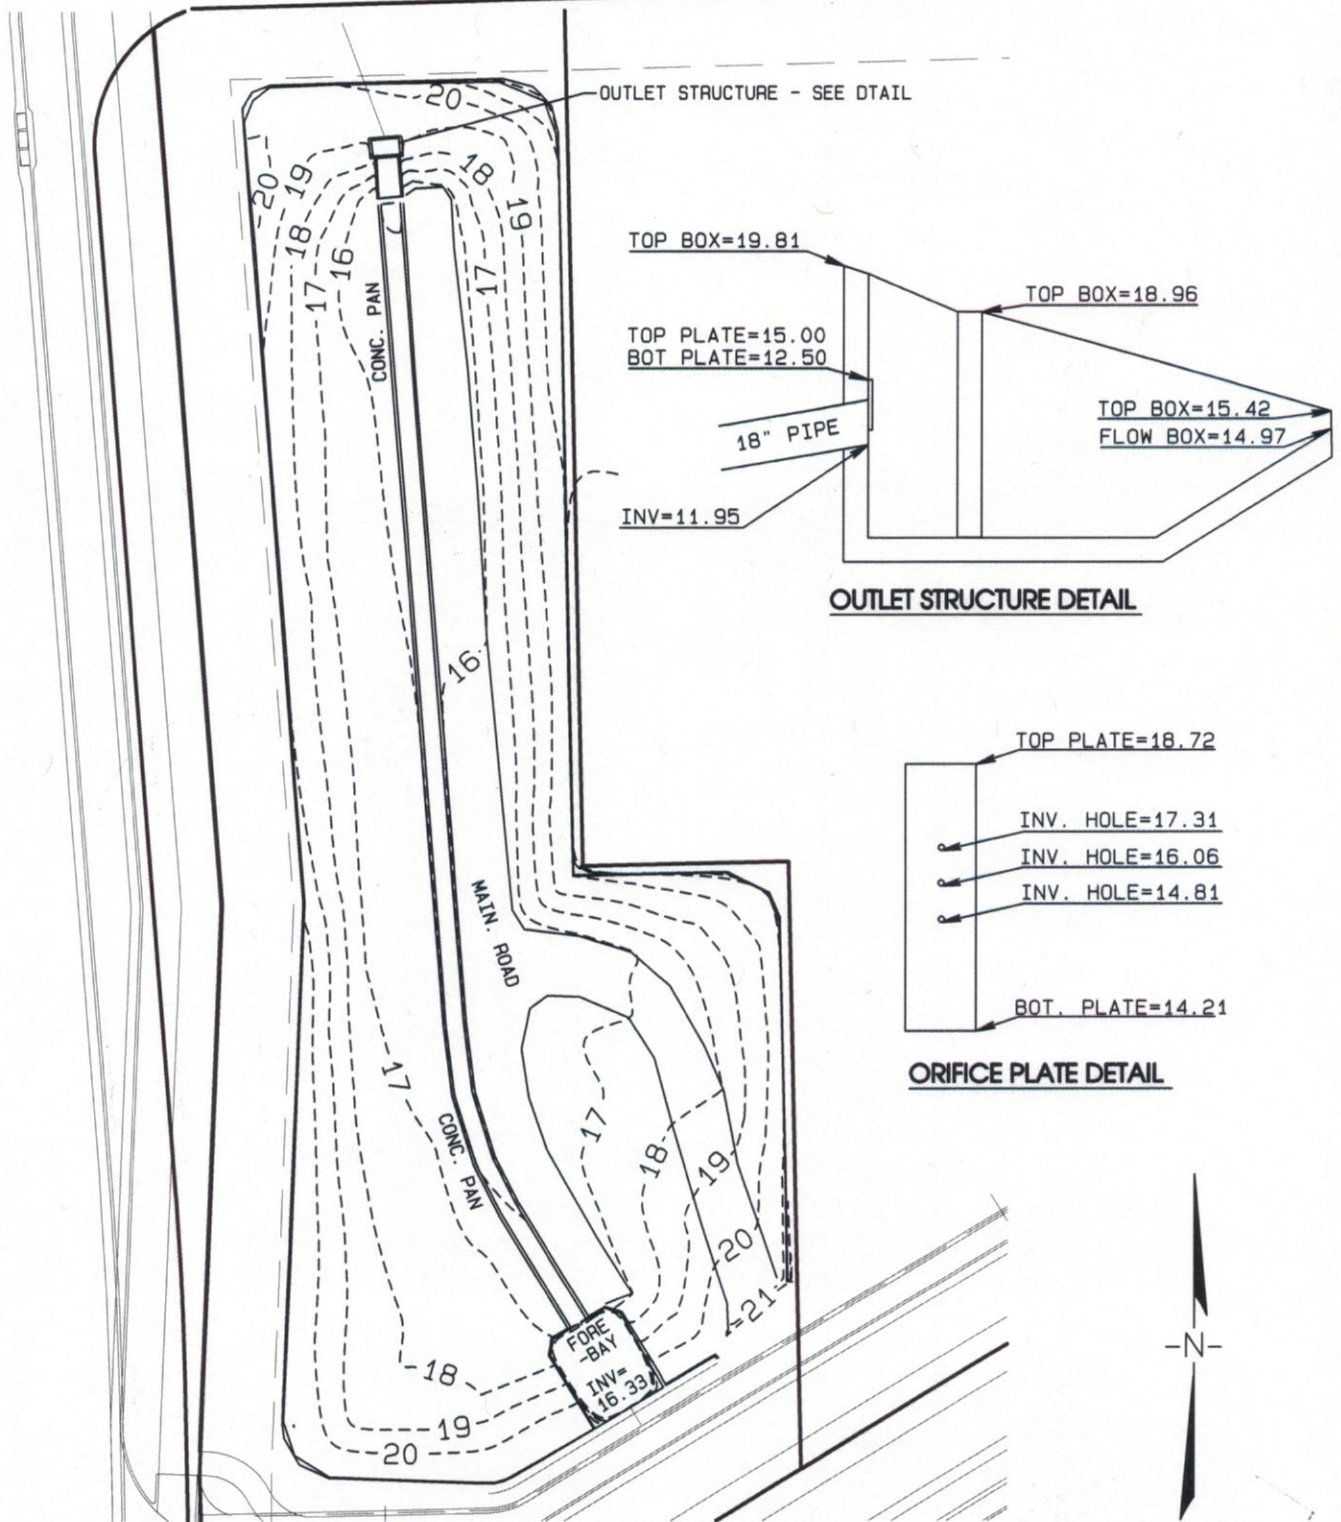 20
OUTLET STRUCTURE - SEE DTAIL
20
19
18
18
19
17
16
17
CONC. PAN
16
MAIN. ROAD
17
CONC. PAN
17
18
19
20
21
18
19
20
FORE
-BAY
INV=
16.33
TOP BOX=19.81
TOP BOX=18.96
TOP PLATE=15.00
BOT PLATE=12.50
18" PIPE
TOP BOX=15.42
FLOW BOX=14.97
INV=11.95
OUTLET STRUCTURE DETAIL
TOP PLATE=18.72
INV. HOLE=17.31
INV. HOLE=16.06
INV. HOLE=14.81
BOT. PLATE=14.21
ORIFICE PLATE DETAIL
-N-